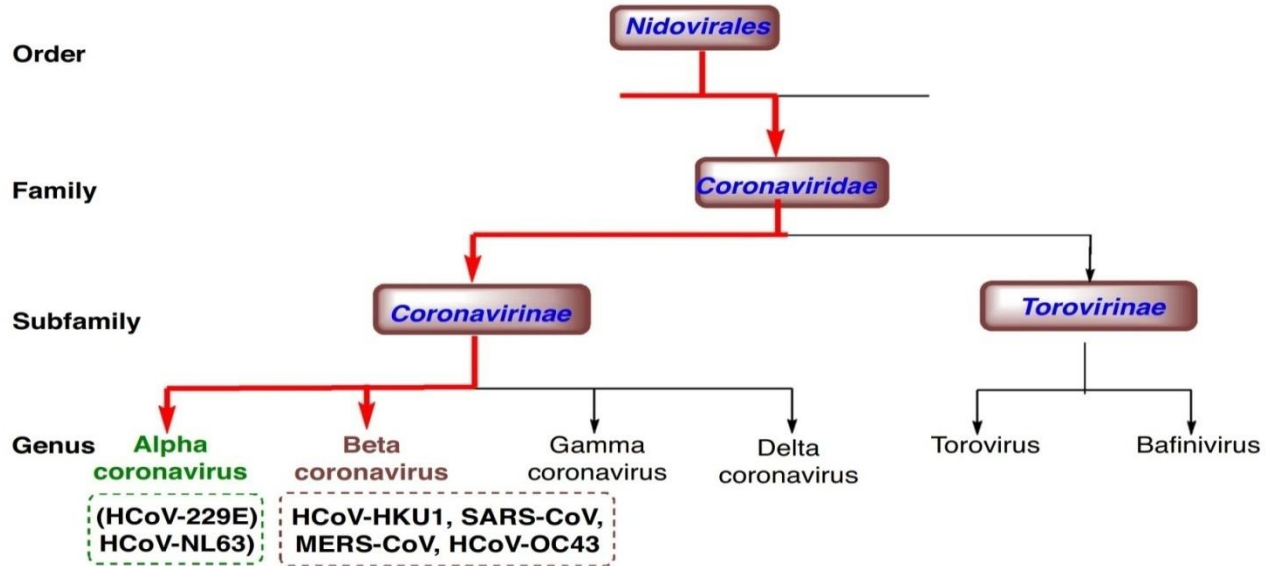 Nidovirales
Order
Family
Coronaviridae
Subfamily
Coronavirinae
Torovirinae
Genus
Alpha
coronavirus
Beta
coronavirus
Gamma
coronavirus
Delta
coronavirus
Torovirus
Bafinivirus
(HCoV-229E)
HCoV-NL63)
HCoV-HKU1, SARS-CoV,
MERS-CoV, HCoV-OC43